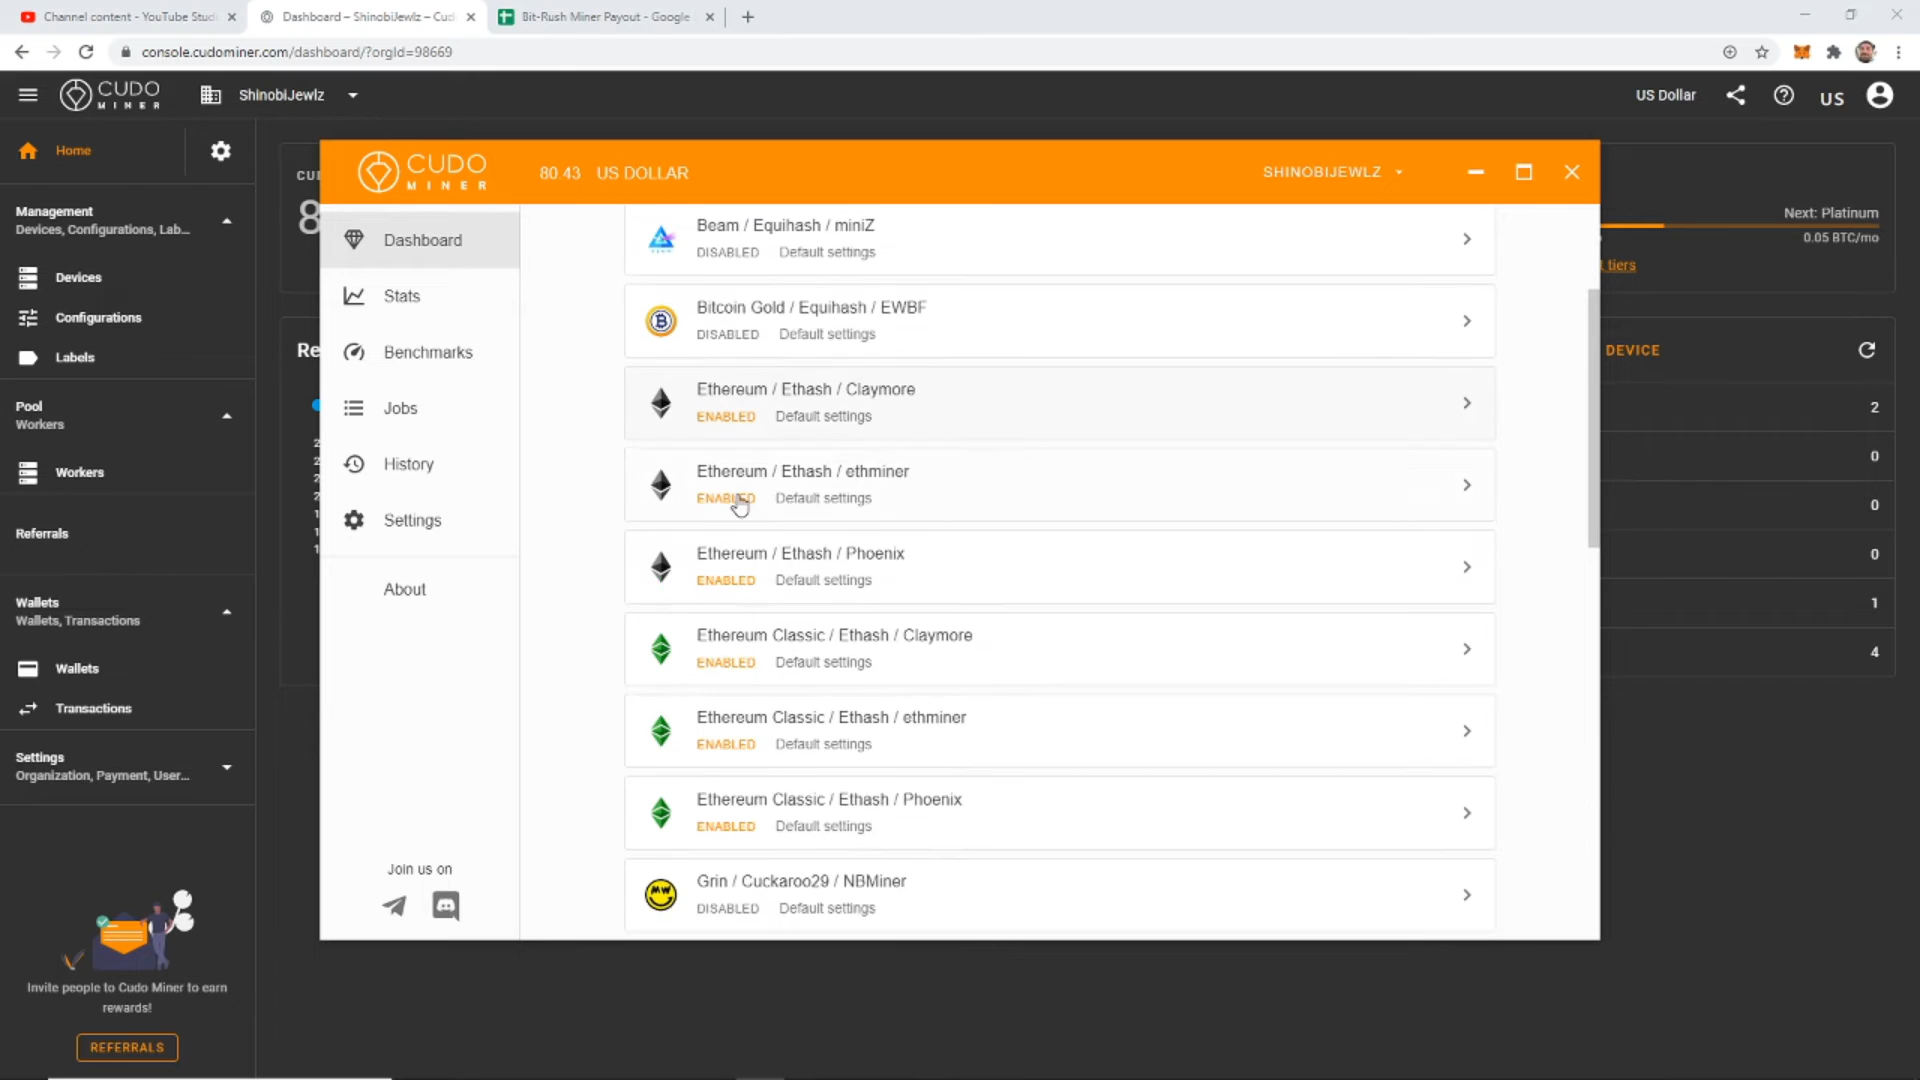 Channel content - YouTube Studi
Dashboard – ShinobiJewlz – Cud
Bit-Rush Miner Payout - Google
console.cudominer.com/dashboard/?orgId=98669
CUDO
MINER
ShinobiJewlz
US Dollar
US
Home
Management
Devices, Configurations, Lab...
Devices
Configurations
Labels
Pool
Workers
Workers
Referrals
Wallets
Wallets, Transactions
Wallets
Transactions
Settings
Organization, Payment, User...
Invite people to Cudo Miner to earn
rewards!
REFERRALS
CUDO
MINER
80 43 US DOLLAR
SHINOBIJEWLZ
Dashboard
Stats
Benchmarks
Jobs
History
Settings
About
Join us on
Beam / Equihash / miniZ
DISABLED Default settings
Bitcoin Gold / Equihash / EWBF
DISABLED Default settings
Ethereum / Ethash / Claymore
ENABLED Default settings
Ethereum / Ethash / ethminer
ENABLED Default settings
Ethereum / Ethash / Phoenix
ENABLED Default settings
Ethereum Classic / Ethash / Claymore
ENABLED Default settings
Ethereum Classic / Ethash / ethminer
ENABLED Default settings
Ethereum Classic / Ethash / Phoenix
ENABLED Default settings
MW
Grin / Cuckaroo29 / NBMiner
DISABLED Default settings
Next: Platinum
0.05 BTC/mo
tiers
DEVICE
2
0
0
0
1
4